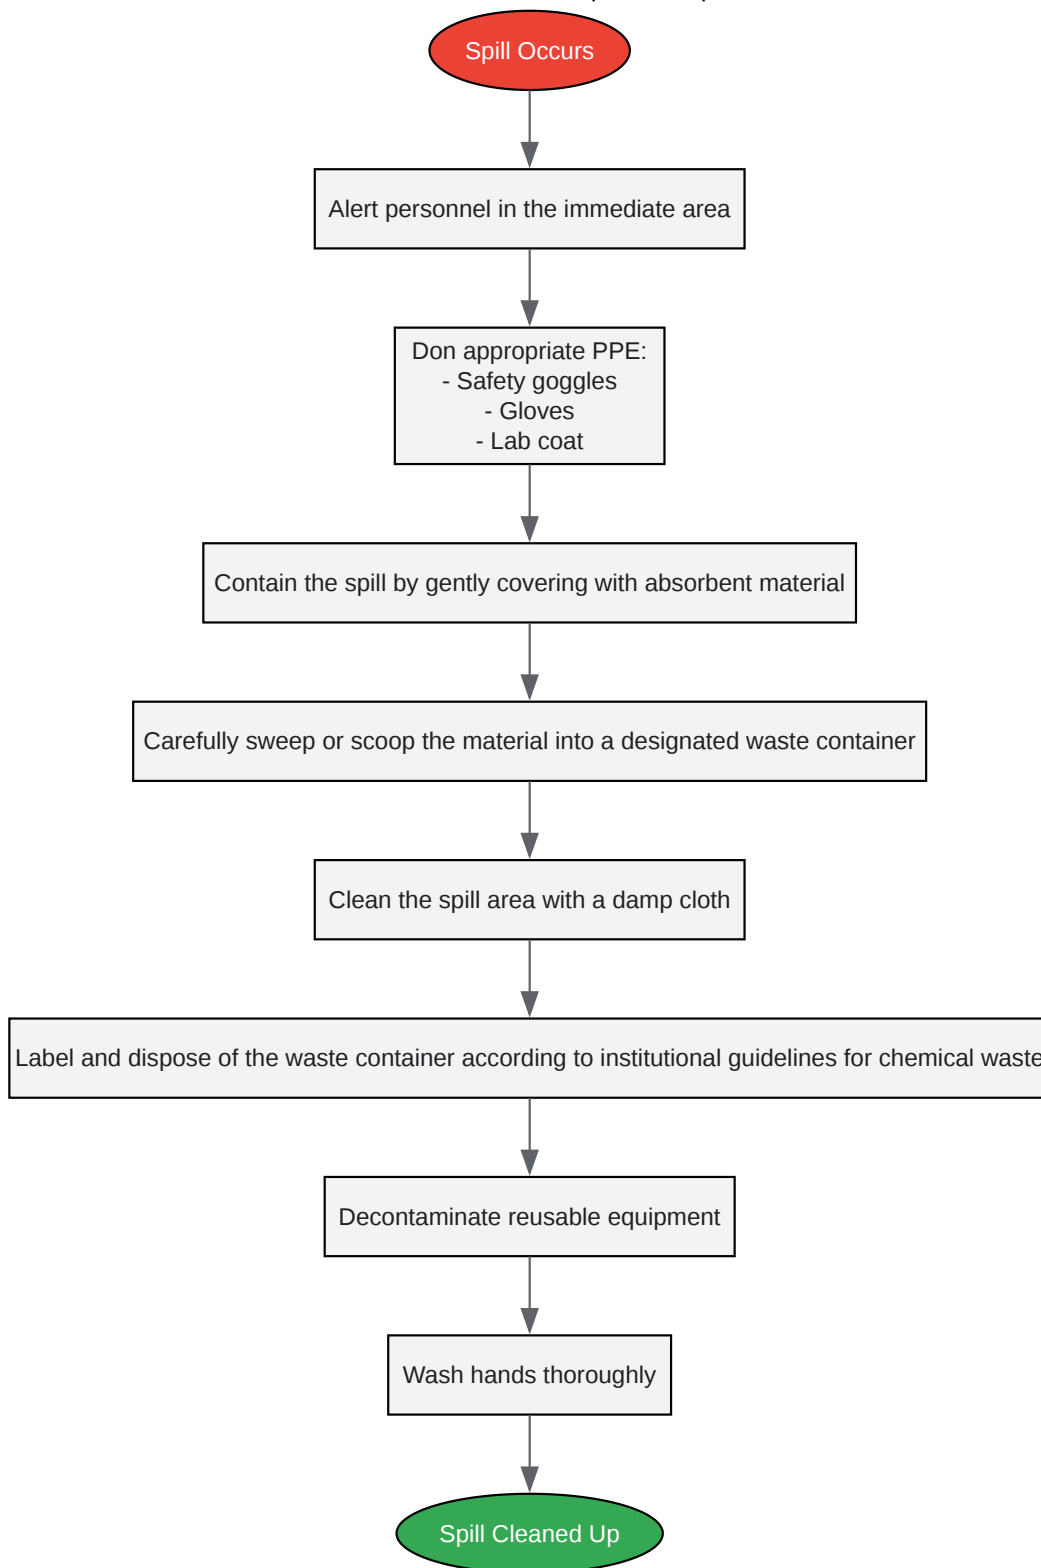 Spill Occurs
Alert personnel in the immediate area
Don appropriate PPE:
- Safety goggles
- Gloves
- Lab coat
Contain the spill by gently covering with absorbent material
Carefully sweep or scoop the material into a designated waste container
Clean the spill area with a damp cloth
Label and dispose of the waste container according to institutional guidelines for chemical waste
Decontaminate reusable equipment
Wash hands thoroughly
Spill Cleaned Up